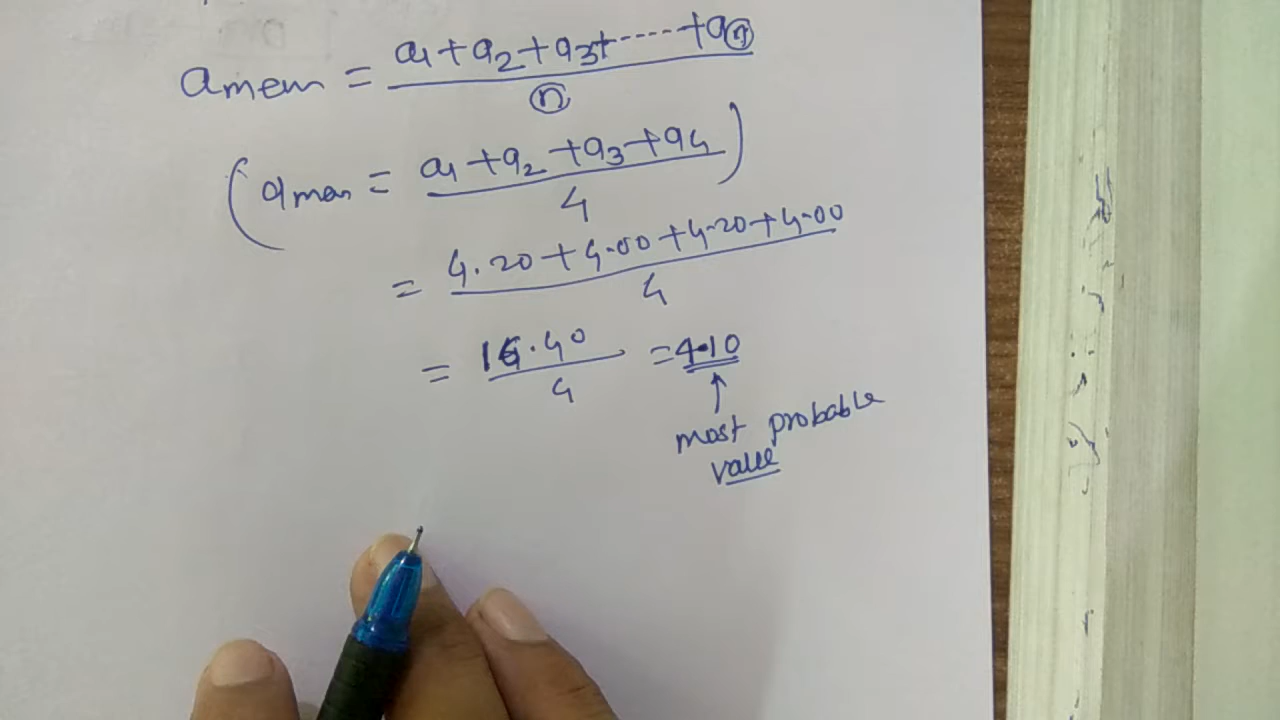 amean = a1+a2+a3+-----+an
n
(amean = a1+a2+a3+a4)
4
= 4.20+4.00+4.20+4.00
4
= 16.40 = 4.10
4
most probable
value